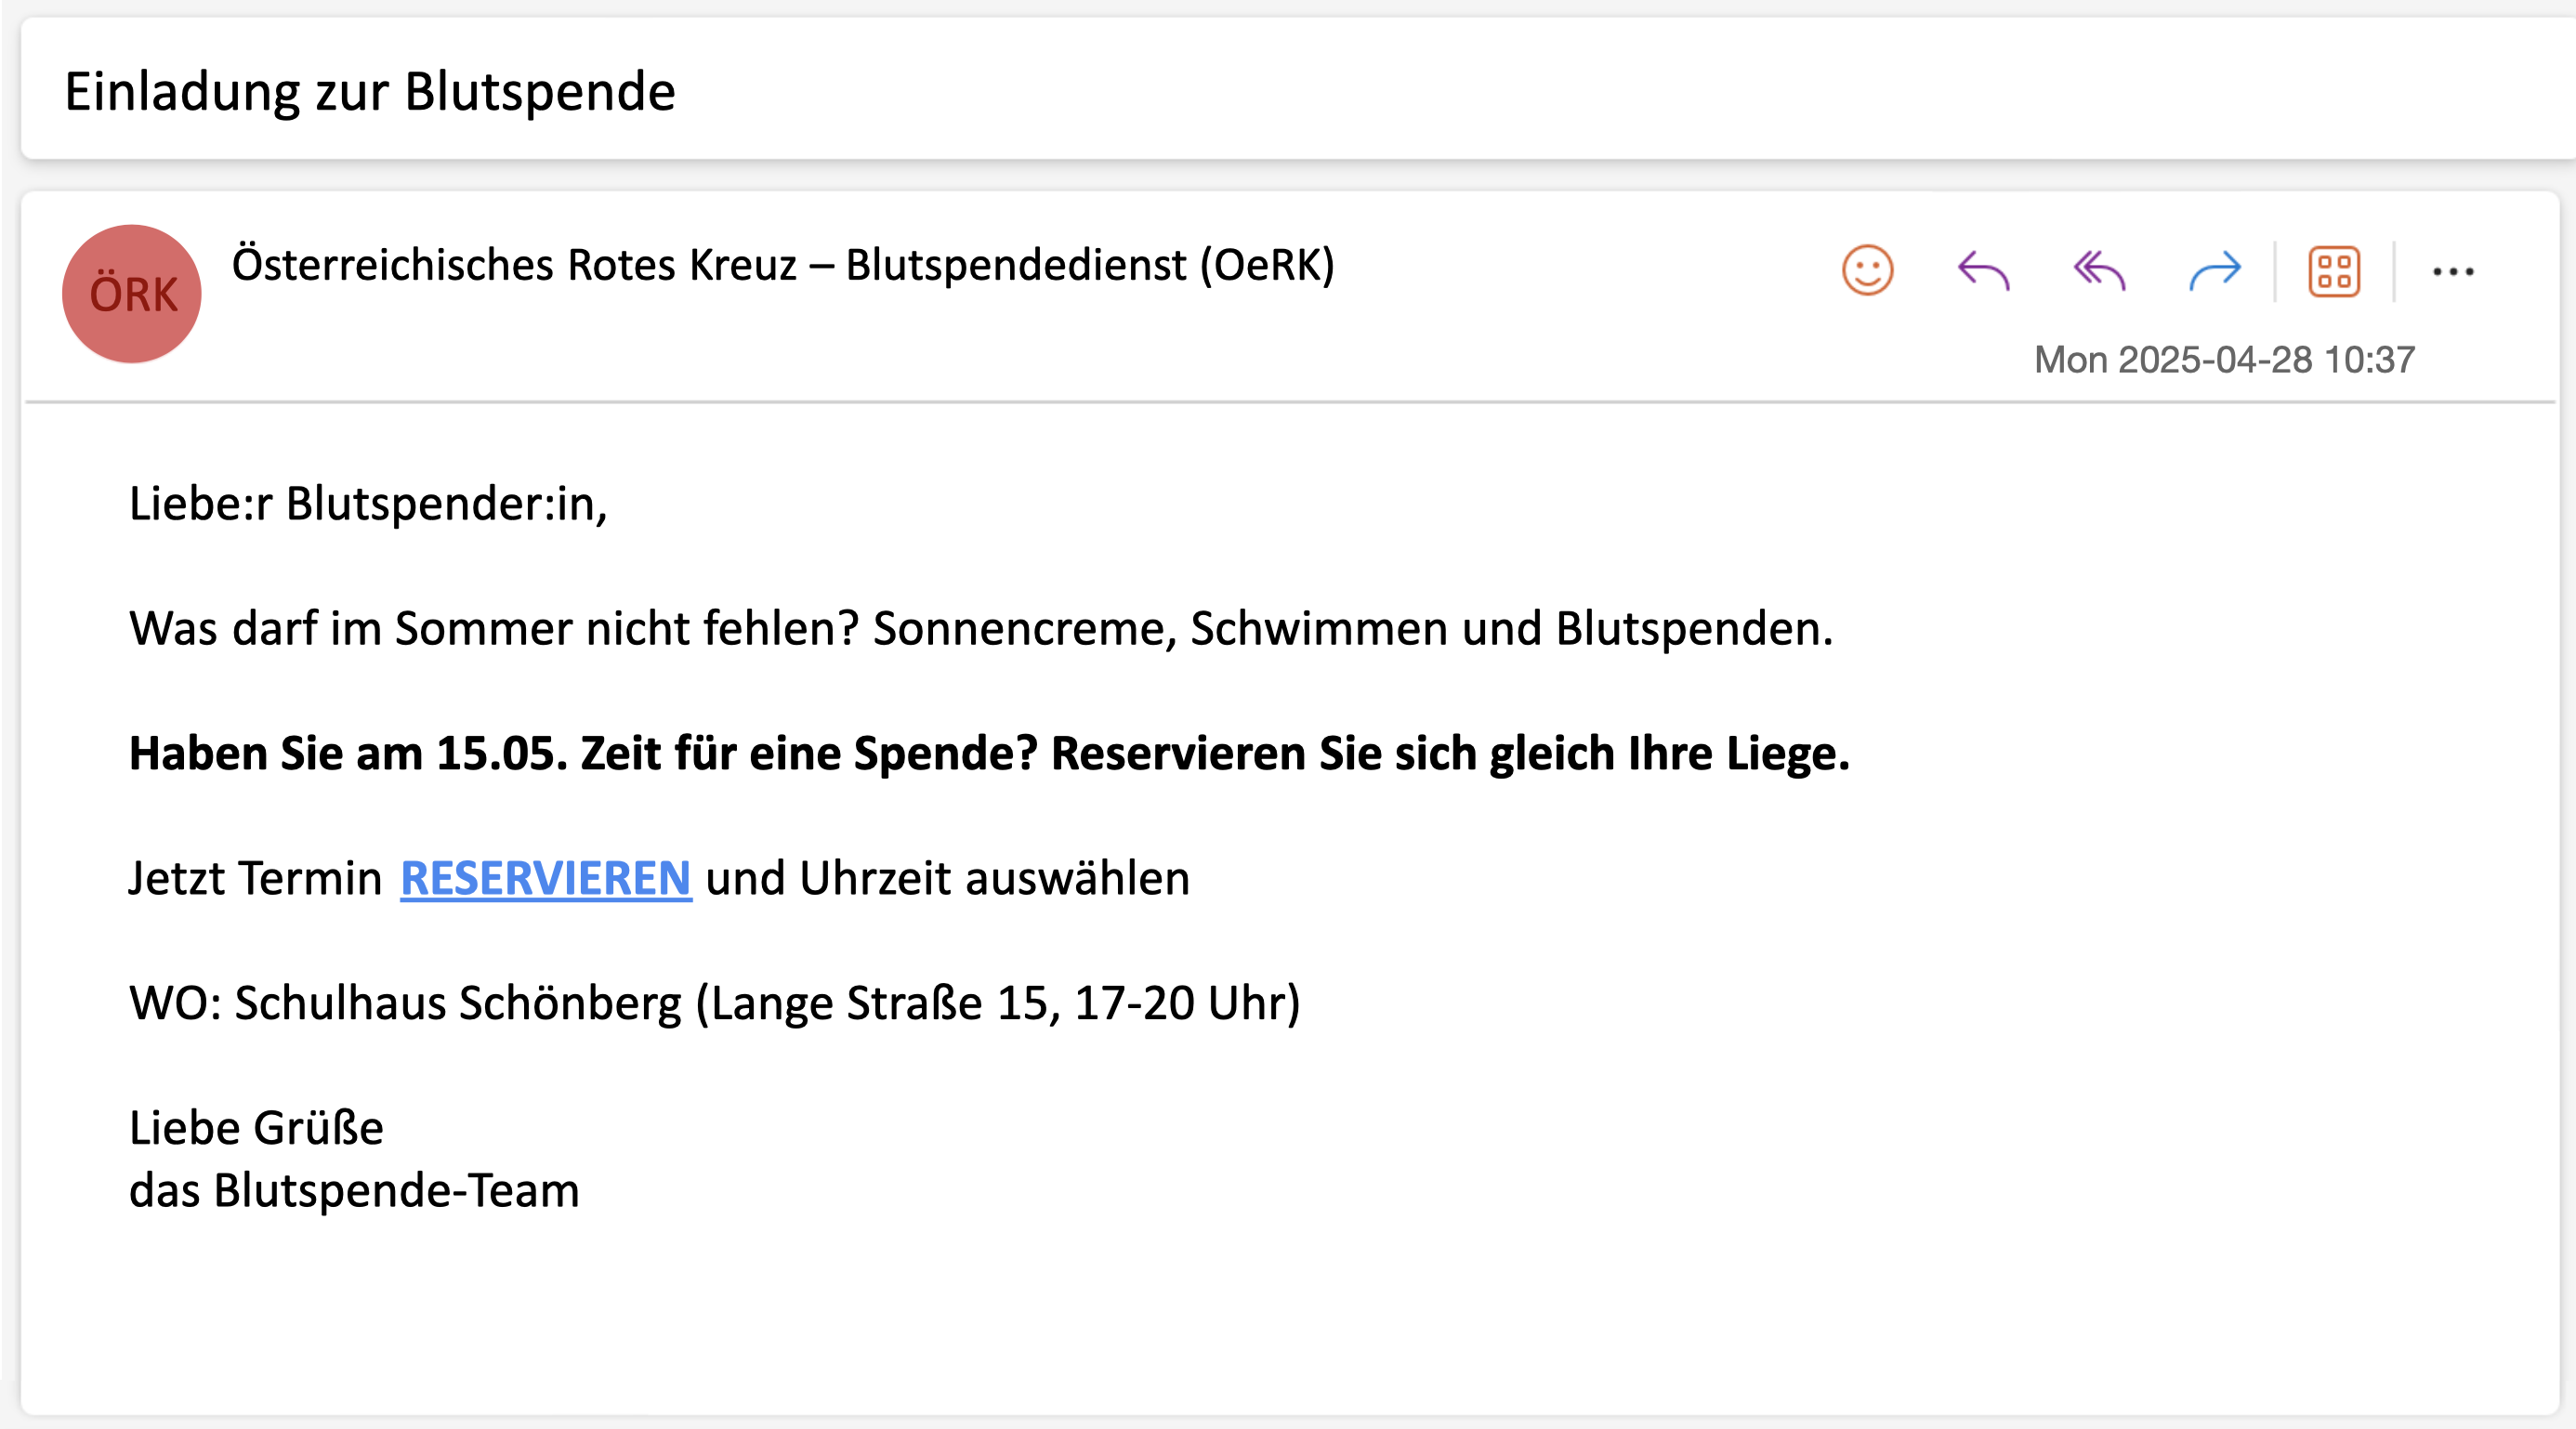 Einladung zur Blutspende
ÖRK
Österreichisches Rotes Kreuz – Blutspendedienst (OeRK)
Mon 2025-04-28 10:37
Liebe:r Blutspender:in,
Was darf im Sommer nicht fehlen? Sonnencreme, Schwimmen und Blutspenden.
Haben Sie am 15.05. Zeit für eine Spende? Reservieren Sie sich gleich Ihre Liege.
Jetzt Termin RESERVIEREN und Uhrzeit auswählen
WO: Schulhaus Schönberg (Lange Straße 15, 17-20 Uhr)
Liebe Grüße
das Blutspende-Team